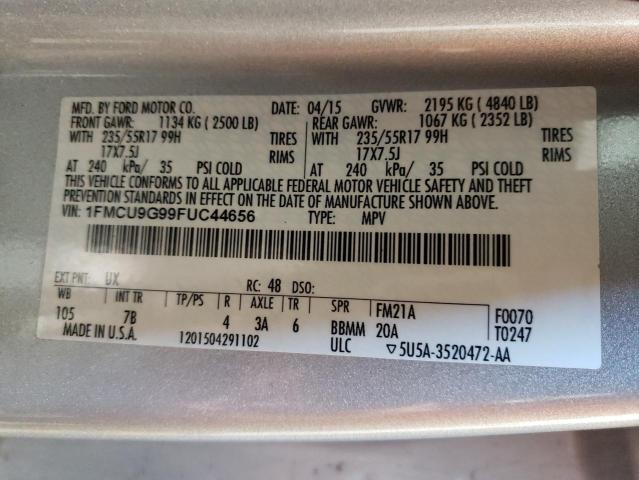 MFD. BY FORD MOTOR CO. DATE: 04/15 GVWR: 2195 KG ( 4840 LB)
FRONT GAWR: 1134 KG ( 2500 LB) REAR GAWR: 1067 KG ( 2352 LB)
WITH 235/55R17 99H TIRES WITH 235/55R17 99H TIRES
17X7.5J RIMS 17X7.5J RIMS
AT 240 kPa/ 35 PSI COLD AT 240 kPa/ 35 PSI COLD
THIS VEHICLE CONFORMS TO ALL APPLICABLE FEDERAL MOTOR VEHICLE SAFETY AND THEFT
PREVENTION STANDARDS IN EFFECT ON THE DATE OF MANUFACTURE SHOWN ABOVE.
VIN: 1FMCU9G99FUC44656 TYPE: MPV
EXT PNT: UX RC: 48 DSO:
WB INT TR TP/PS R AXLE TR SPR FM21A F0070
105 7B 4 3A 6 BBMM 20A T0247
MADE IN U.S.A. 1201504291102 ULC ▽5U5A-3520472-AA